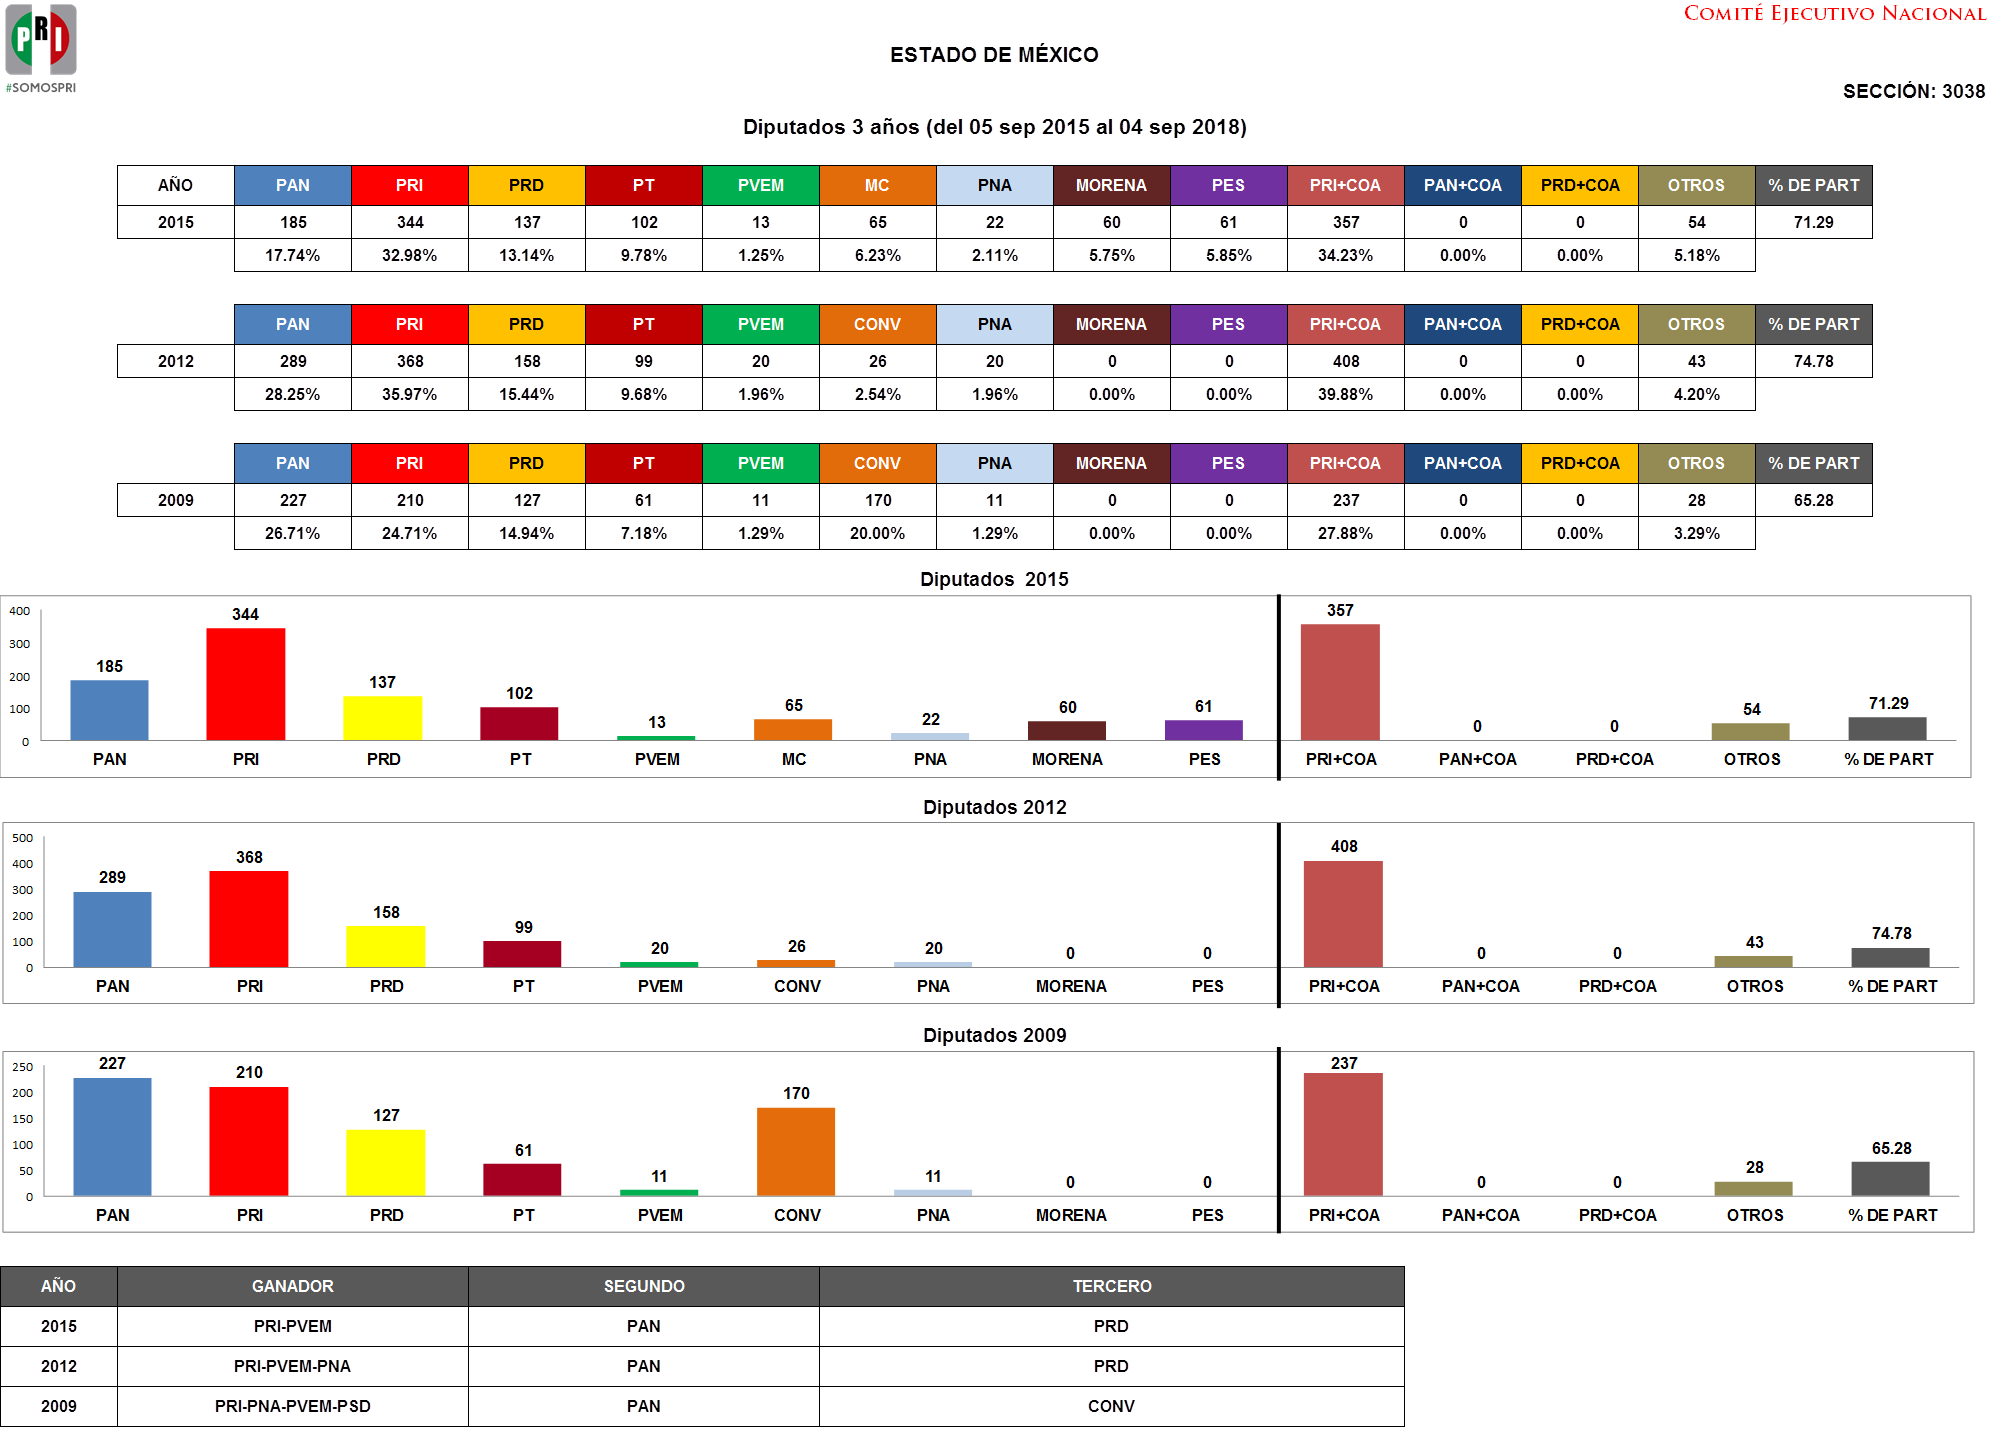 PRI
#SOMOSPRI
COMITÉ EJECUTIVO NACIONAL
ESTADO DE MÉXICO
SECCIÓN: 3038
Diputados 3 años (del 05 sep 2015 al 04 sep 2018)
AÑO PAN PRI PRD PT PVEM MC PNA MORENA PES PRI+COA PAN+COA PRD+COA OTROS % DE PART
2015 185 344 137 102 13 65 22 60 61 357 0 0 54 71.29
17.74% 32.98% 13.14% 9.78% 1.25% 6.23% 2.11% 5.75% 5.85% 34.23% 0.00% 0.00% 5.18%
PAN PRI PRD PT PVEM CONV PNA MORENA PES PRI+COA PAN+COA PRD+COA OTROS % DE PART
2012 289 368 158 99 20 26 20 0 0 408 0 0 43 74.78
28.25% 35.97% 15.44% 9.68% 1.96% 2.54% 1.96% 0.00% 0.00% 39.88% 0.00% 0.00% 4.20%
PAN PRI PRD PT PVEM CONV PNA MORENA PES PRI+COA PAN+COA PRD+COA OTROS % DE PART
2009 227 210 127 61 11 170 11 0 0 237 0 0 28 65.28
26.71% 24.71% 14.94% 7.18% 1.29% 20.00% 1.29% 0.00% 0.00% 27.88% 0.00% 0.00% 3.29%
Diputados 2015
400
300
200
100
0
185 344 137 102 13 65 22 60 61 357 0 0 54 71.29
PAN PRI PRD PT PVEM MC PNA MORENA PES PRI+COA PAN+COA PRD+COA OTROS % DE PART
Diputados 2012
500
400
300
200
100
0
289 368 158 99 20 26 20 0 0 408 0 0 43 74.78
PAN PRI PRD PT PVEM CONV PNA MORENA PES PRI+COA PAN+COA PRD+COA OTROS % DE PART
Diputados 2009
250
200
150
100
50
0
227 210 127 61 11 170 11 0 0 237 0 0 28 65.28
PAN PRI PRD PT PVEM CONV PNA MORENA PES PRI+COA PAN+COA PRD+COA OTROS % DE PART
AÑO GANADOR SEGUNDO TERCERO
2015 PRI-PVEM PAN PRD
2012 PRI-PVEM-PNA PAN PRD
2009 PRI-PNA-PVEM-PSD PAN CONV